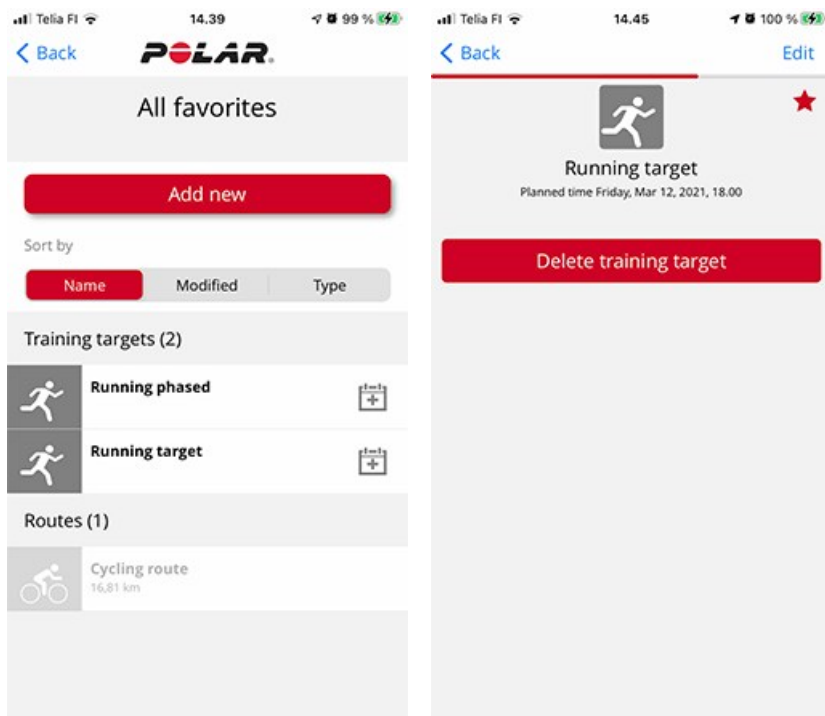 Telia FI 14.39 99 %
Back POLAR.
All favorites
Add new
Sort by
Name Modified Type
Training targets (2)
Running phased
Running target
Routes (1)
Cycling route
16,81 km
Telia FI 14.45 100 %
Back Edit
Running target
Planned time Friday, Mar 12, 2021, 18.00
Delete training target